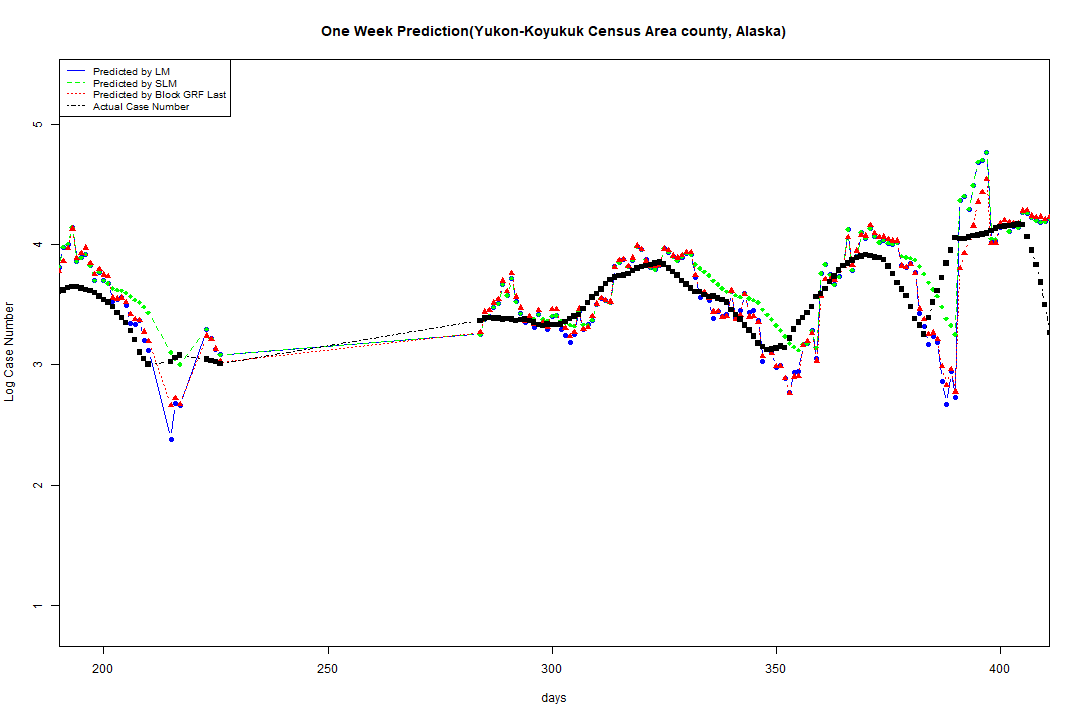 One Week Prediction(Yukon-Koyukuk Census Area county, Alaska)
Predicted by LM
Predicted by SLM
Predicted by Block GRF Last
Actual Case Number
5
4
3
2
1
Log Case Number
200 250 300 350 400
days